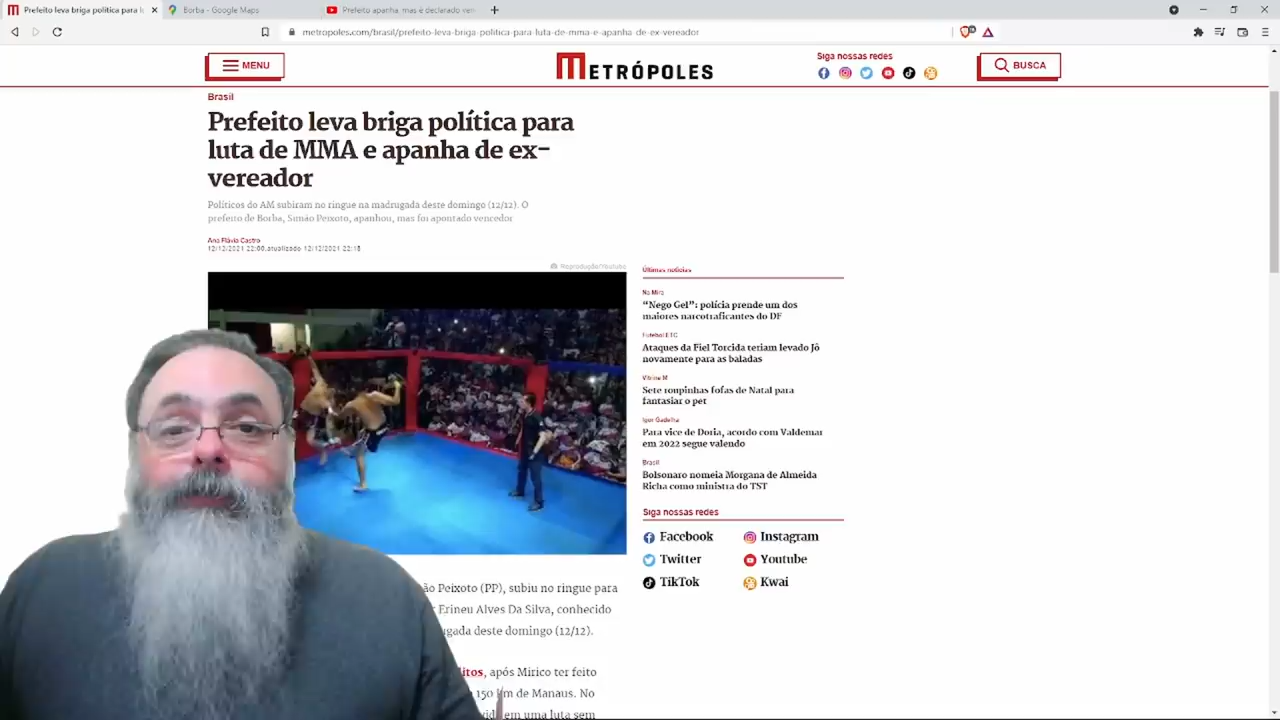 Prefeito leva briga política para l
Borba - Google Maps
Prefeito apanha, mas é declarado ven
metropoles.com/brasil/prefeito-leva-briga-politica-para-luta-de-mma-e-apanha-de-ex-vereador
MENU
METRÓPOLES
Siga nossas redes
BUSCA
Brasil
Prefeito leva briga política para
luta de MMA e apanha de ex-
vereador
Políticos do AM subiram no ringue na madrugada deste domingo (12/12). O
prefeito de Borba, Simão Peixoto, apanhou, mas foi apontado vencedor
Ana Flávia Castro
12/12/2021 22:00,atualizado 12/12/2021 22:18
Reprodução/Youtube
Últimas notícias
Na Mira
“Nego Gel”: polícia prende um dos
maiores narcotraficantes do DF
Futebol ETC
Ataques da Fiel Torcida teriam levado Jô
novamente para as baladas
Vitrine M
Sete roupinhas fofas de Natal para
fantasiar o pet
Igor Gadelha
Para vice de Doria, acordo com Valdemar
em 2022 segue valendo
Brasil
Bolsonaro nomeia Morgana de Almeida
Richa como ministra do TST
Siga nossas redes
Facebook
Instagram
Twitter
Youtube
TikTok
Kwai
ão Peixoto (PP), subiu no ringue para
Erineu Alves Da Silva, conhecido
gada deste domingo (12/12).
itos, após Mirico ter feito
150 km de Manaus. No
em uma luta sem